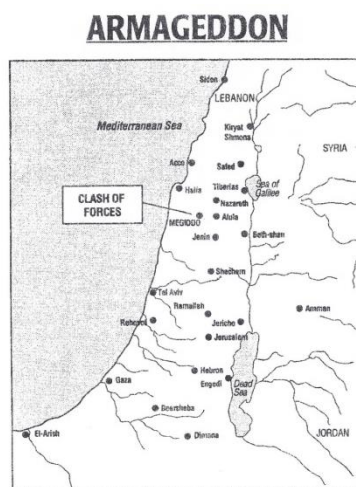 ARMAGEDDON
Sidon
LEBANON
Mediterranean Sea
Kiryat
Shmona
SYRIA
Acco
Safed
Haifa
Tiberias
Sea of
Galilee
Nazareth
CLASH OF
FORCES
MEGIDDO
Afula
Jenin
Beth-shan
Shechem
Tel Aviv
Ramallah
Amman
Jericho
Jerusalem
Hebron
Engedi
Dead
Sea
Gaza
Beersheba
El-Arish
Dimona
JORDAN